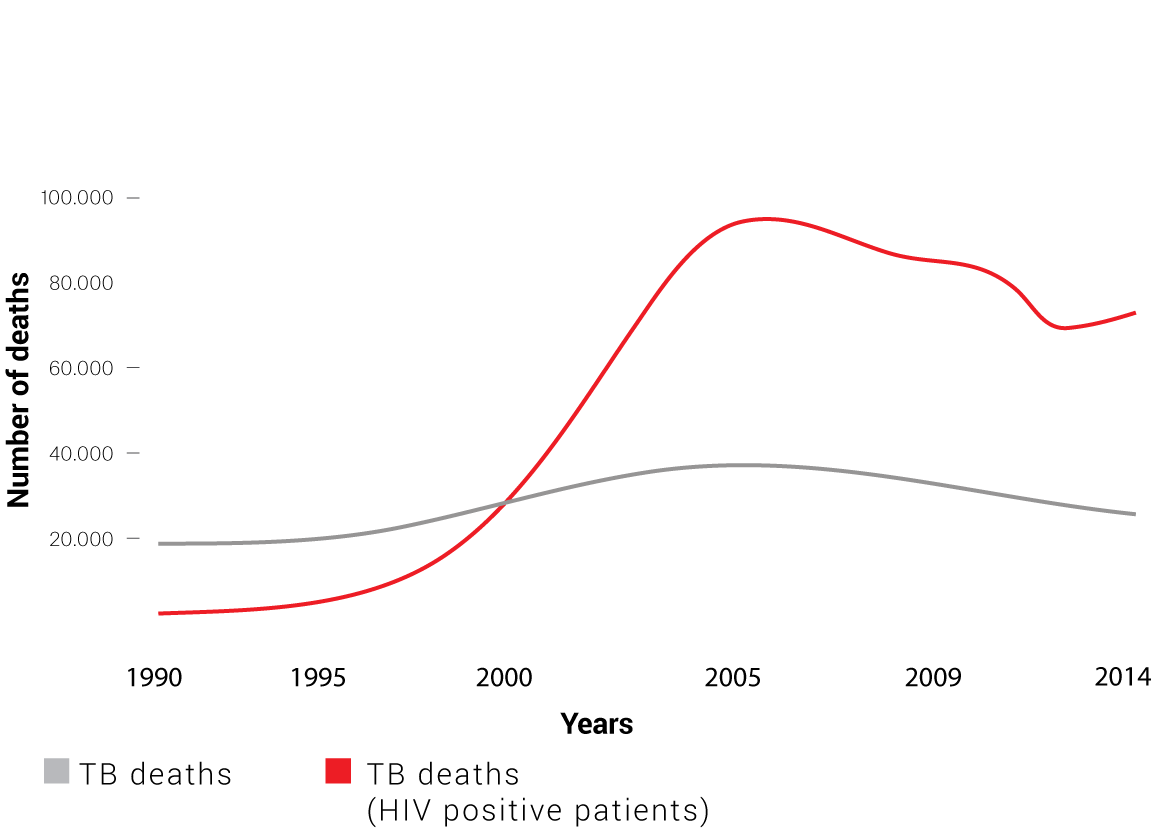 100.000
80.000
60.000
40.000
20.000
Number of deaths
1990 1995 2000 2005 2009 2014
Years
TB deaths
TB deaths
(HIV positive patients)